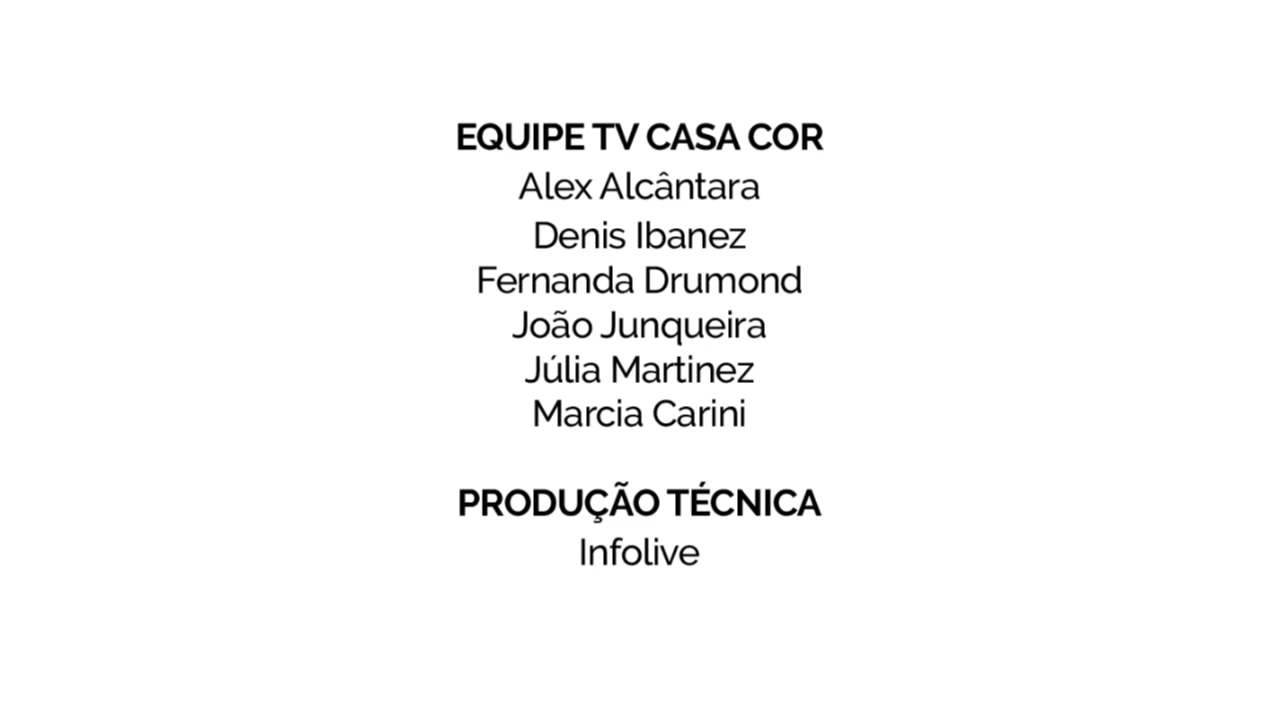 EQUIPE TV CASA COR
Alex Alcântara
Denis Ibanez
Fernanda Drumond
João Junqueira
Júlia Martinez
Marcia Carini
PRODUÇÃO TÉCNICA
Infolive